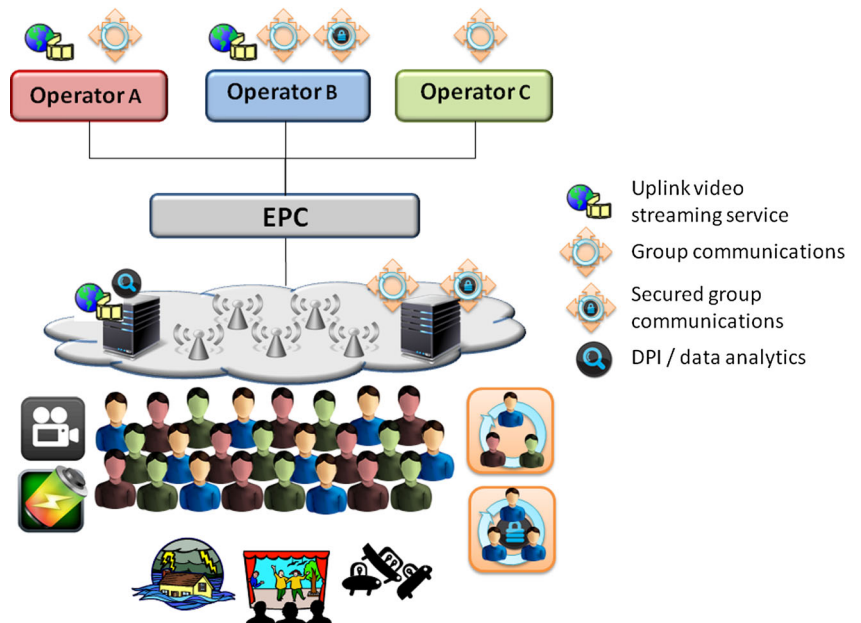 Operator A
Operator B
Operator C
EPC
Uplink video
streaming service
Group communications
Secured group
communications
DPI / data analytics